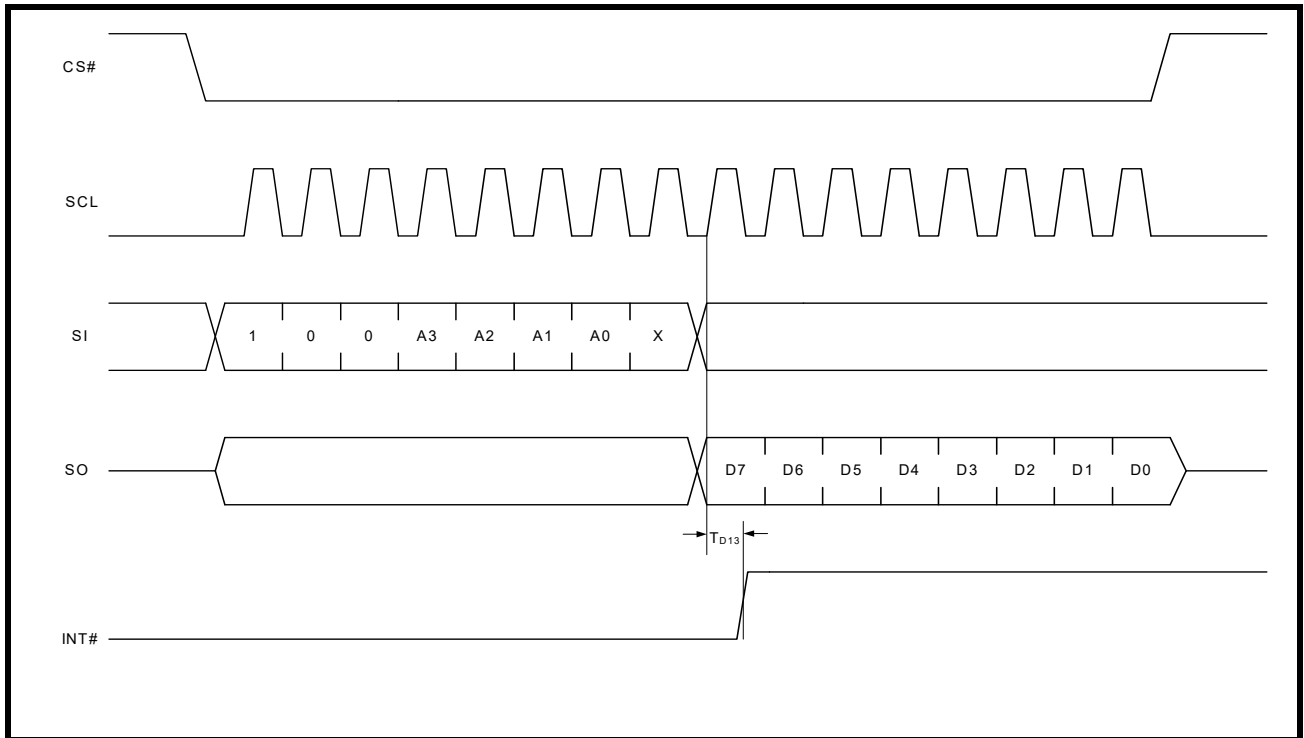 CS#
SCL
SI 1 0 0 A3 A2 A1 A0 X
SO D7 D6 D5 D4 D3 D2 D1 D0
TD13
INT#